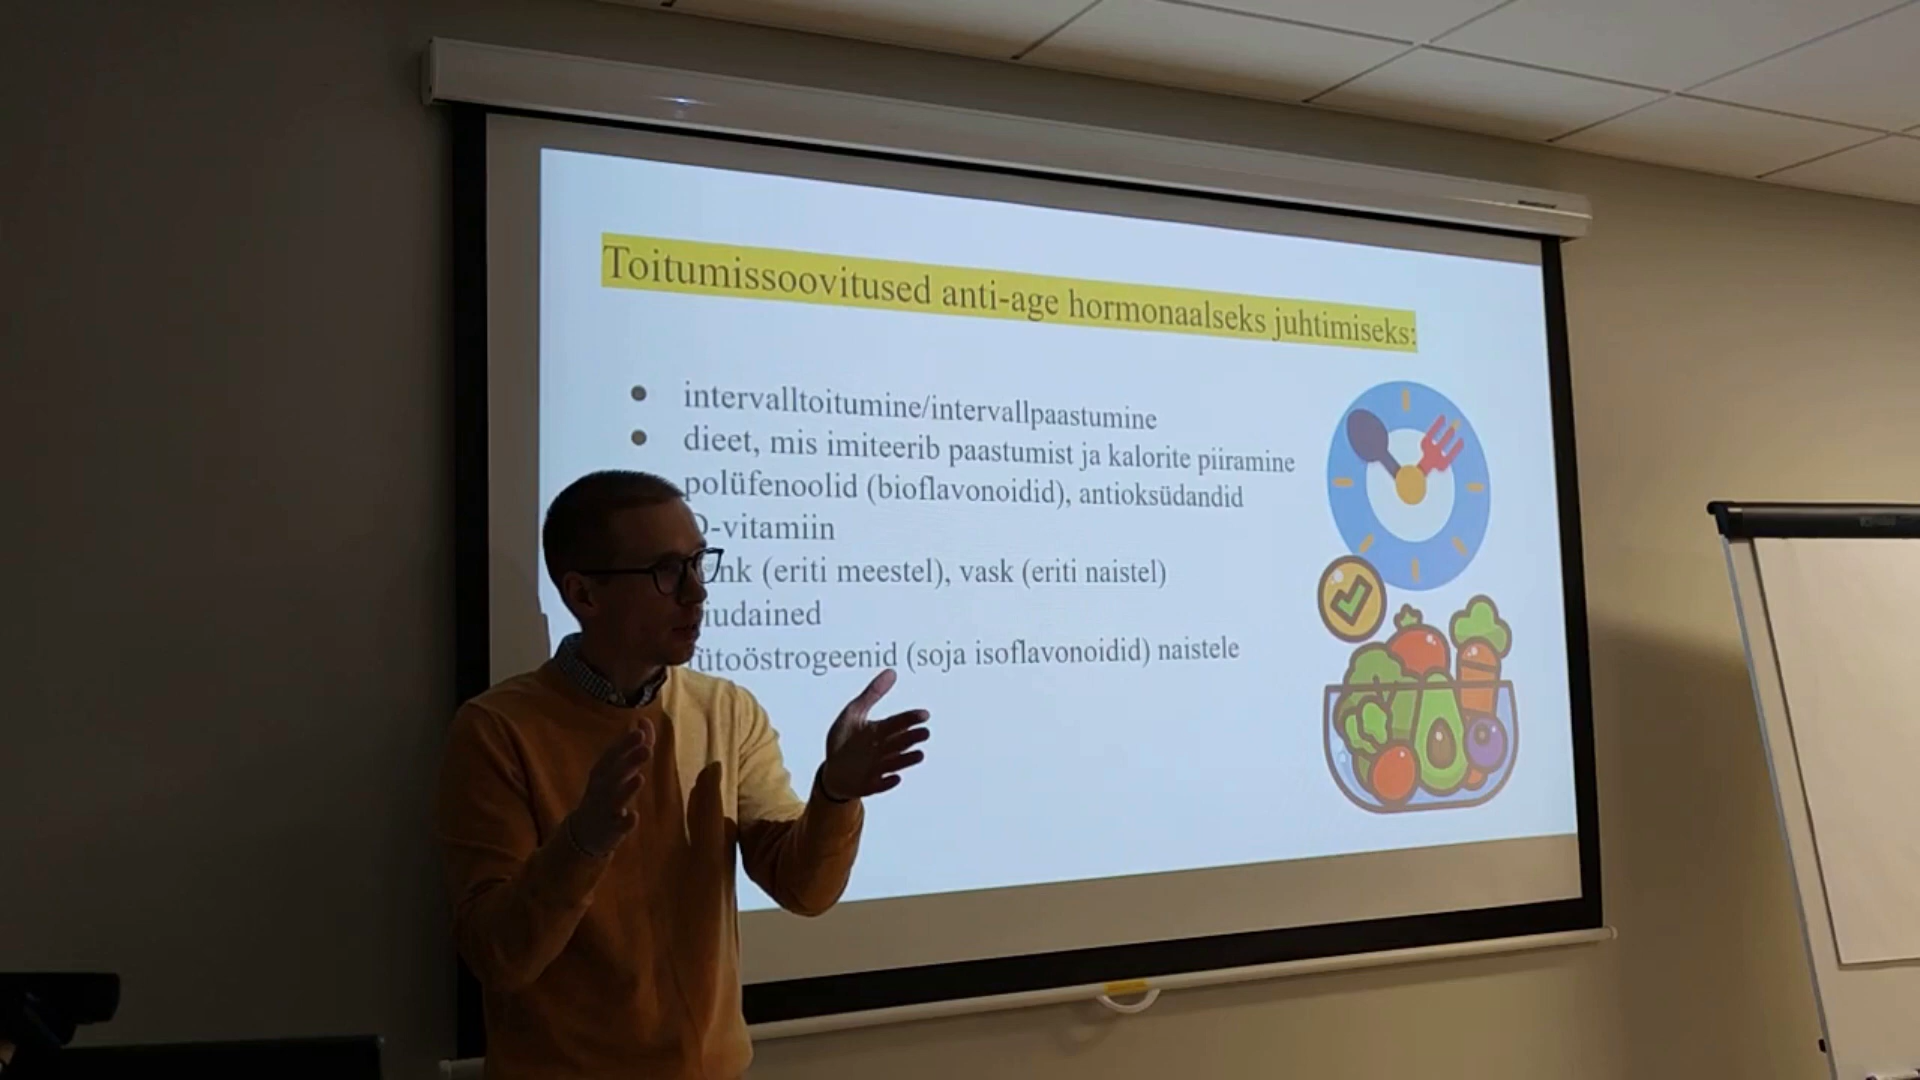 Toitumissoovitused anti-age hormonaalseks juhtimiseks:
intervalltoitumine/intervallpaastumine
dieet, mis imiteerib paastumist ja kalorite piiramine
polüfenoolid (bioflavonoidid), antioksüdandid
D-vitamiin
(eriti meestel), vask (eriti naistel)
(soja isoflavonoidid) naistele